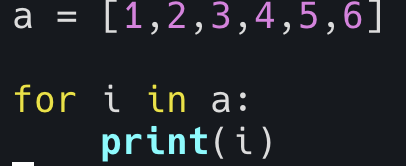 a = [1,2,3,4,5,6]
for i in a:
    print(i)